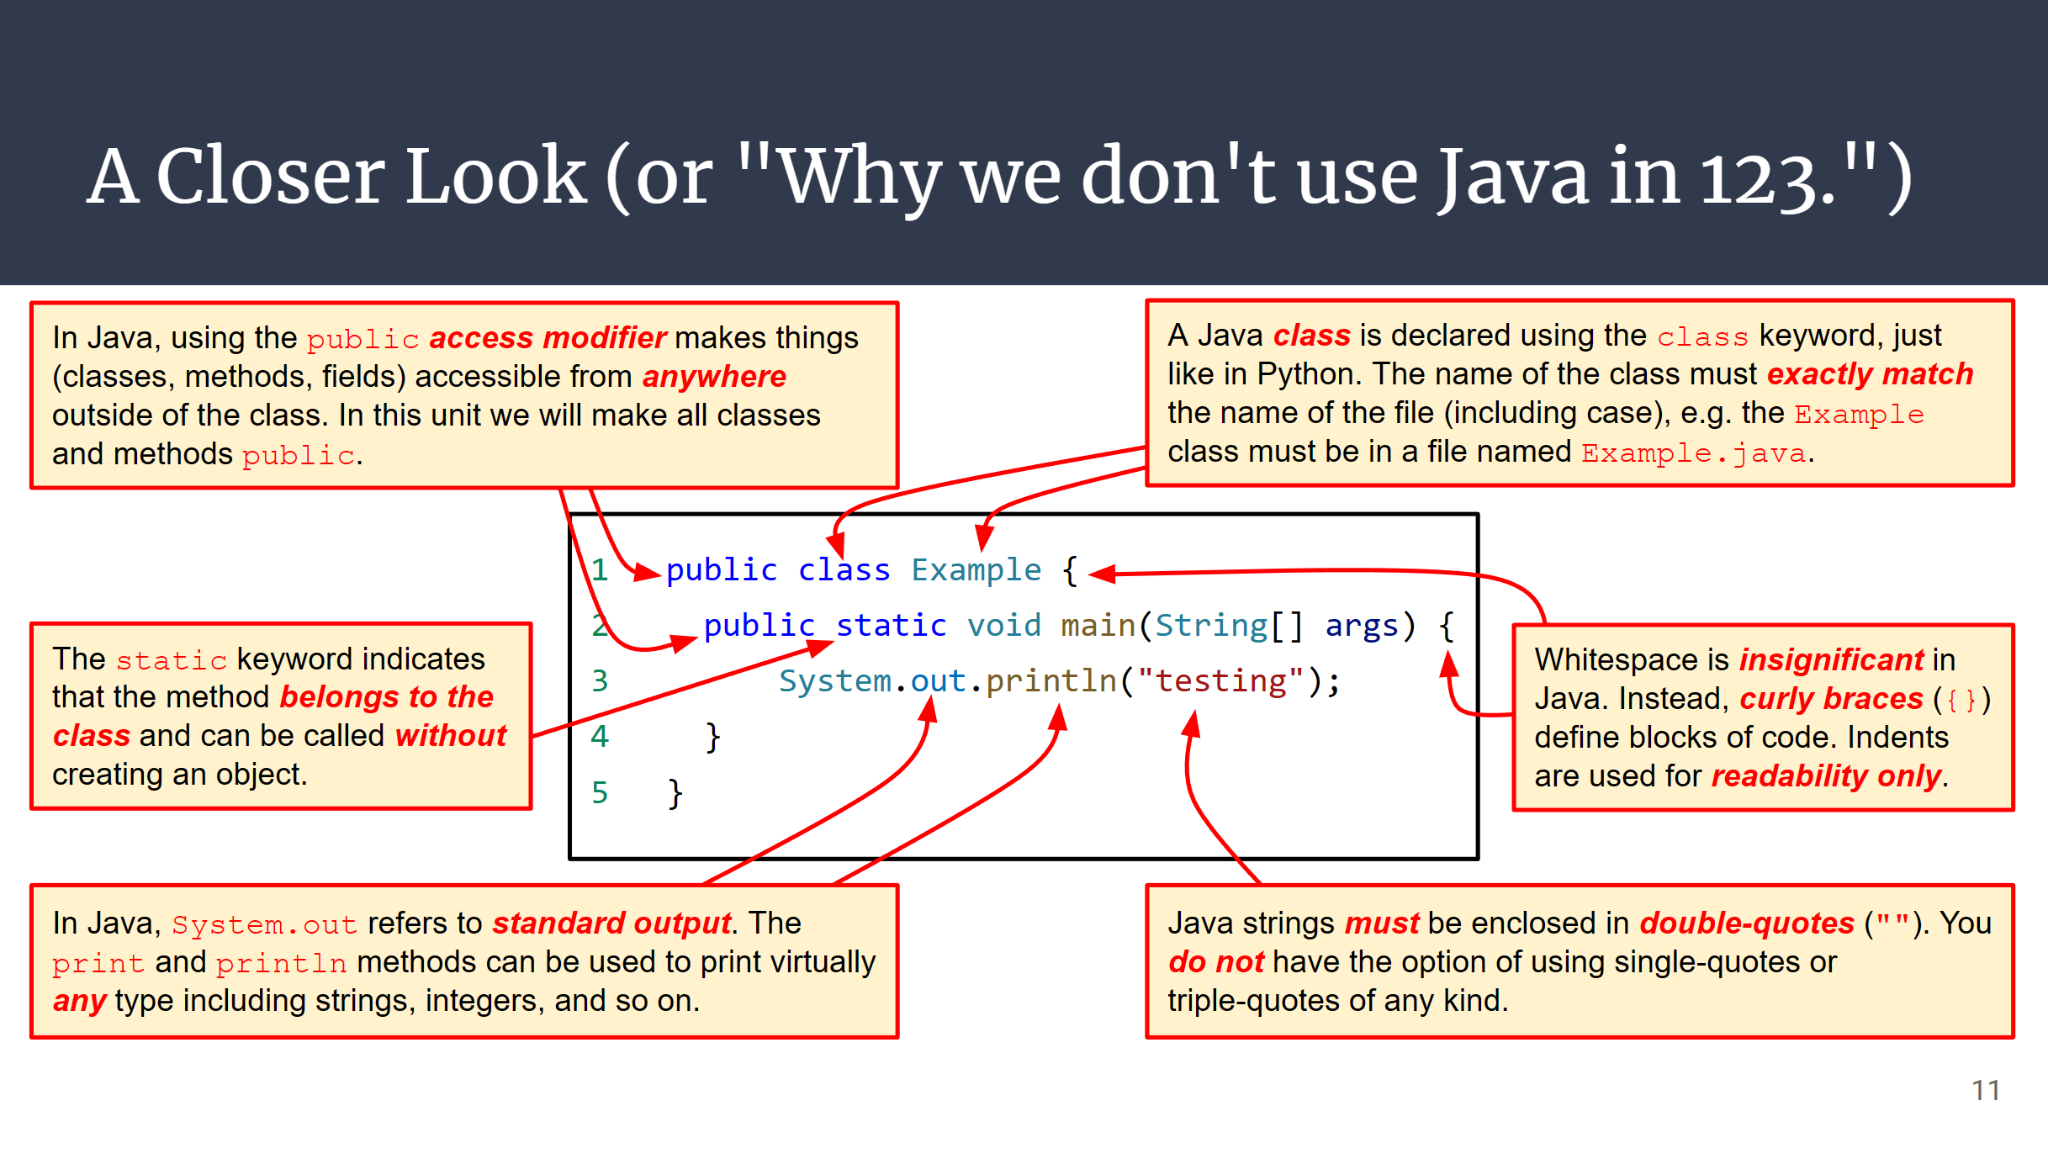 A Closer Look (or "Why we don't use Java in 123.")
In Java, using the public access modifier makes things
(classes, methods, fields) accessible from anywhere
outside of the class. In this unit we will make all classes
and methods public.
A Java class is declared using the class keyword, just
like in Python. The name of the class must exactly match
the name of the file (including case), e.g. the Example
class must be in a file named Example.java.
1 public class Example {
2 public static void main(String[] args) {
3 System.out.println("testing");
4 }
5 }
The static keyword indicates
that the method belongs to the
class and can be called without
creating an object.
Whitespace is insignificant in
Java. Instead, curly braces ({})
define blocks of code. Indents
are used for readability only.
In Java, System.out refers to standard output. The
print and println methods can be used to print virtually
any type including strings, integers, and so on.
Java strings must be enclosed in double-quotes (""). You
do not have the option of using single-quotes or
triple-quotes of any kind.
11